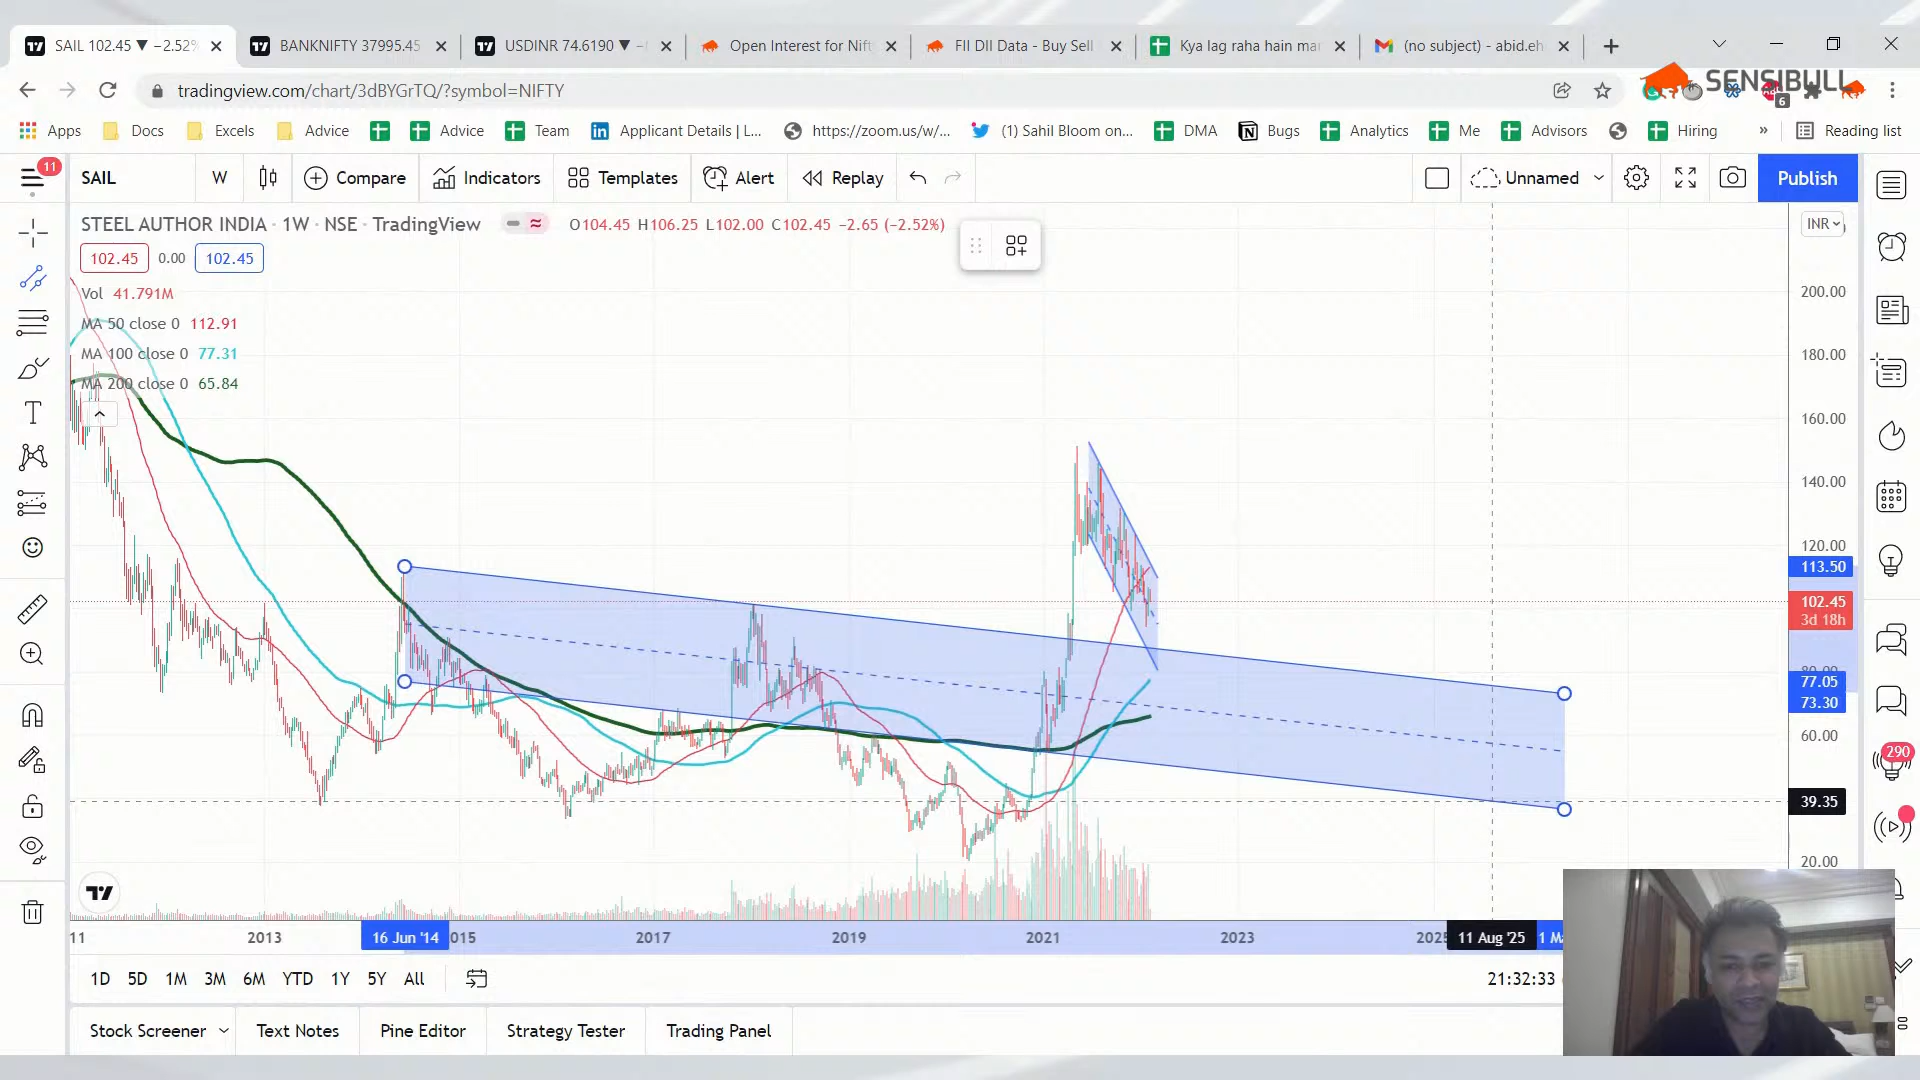 SAIL 102.45 ▼ −2.52%
BANKNIFTY 37995.45
USDINR 74.6190 ▼ −
Open Interest for Nift
FII DII Data - Buy Sell
Kya lag raha hain ma
(no subject) - abid.eh
tradingview.com/chart/3dBYGrTQ/?symbol=NIFTY
SENSIBULL
6
Apps
Docs
Excels
Advice
Advice
Team
Applicant Details | L...
https://zoom.us/w/...
(1) Sahil Bloom on...
DMA
Bugs
Analytics
Me
Advisors
Hiring
»
Reading list
11
SAIL
W
Compare
Indicators
Templates
Alert
Replay
Unnamed
Publish
STEEL AUTHOR INDIA · 1W · NSE · TradingView
O104.45 H106.25 L102.00 C102.45 −2.65 (−2.52%)
INR
102.45 0.00 102.45
Vol 41.791M
MA 50 close 0 112.91
MA 100 close 0 77.31
MA 200 close 0 65.84
200.00
180.00
160.00
140.00
120.00
113.50
102.45
3d 18h
80.00
77.05
73.30
60.00
39.35
20.00
290
11
2013
16 Jun '14
015
2017
2019
2021
2023
202
11 Aug '25
1 Ma
1D 5D 1M 3M 6M YTD 1Y 5Y All
21:32:33
Stock Screener
Text Notes
Pine Editor
Strategy Tester
Trading Panel